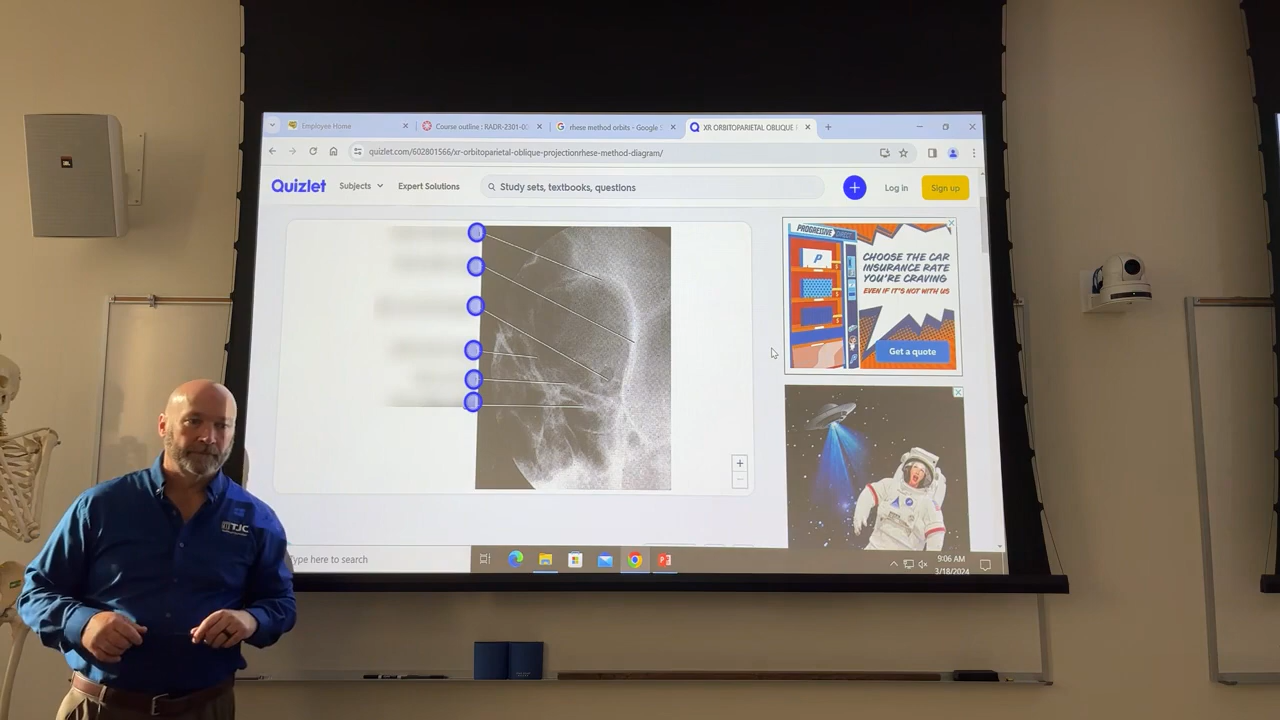 Employee Home
Course outline : RADR-2301-0
rhese method orbits - Google S
XR ORBITOPARIETAL OBLIQUE
quizlet.com/602801566/xr-orbitoparietal-oblique-projectionrhese-method-diagram/
Quizlet
Subjects
Expert Solutions
Study sets, textbooks, questions
Log in
Sign up
PROGRESSIVE
P
CHOOSE THE CAR
INSURANCE RATE
YOU'RE CRAVING
EVEN IF IT'S NOT WITH US
Get a quote
Type here to search
9:06 AM
3/18/2024
TJC
JBL